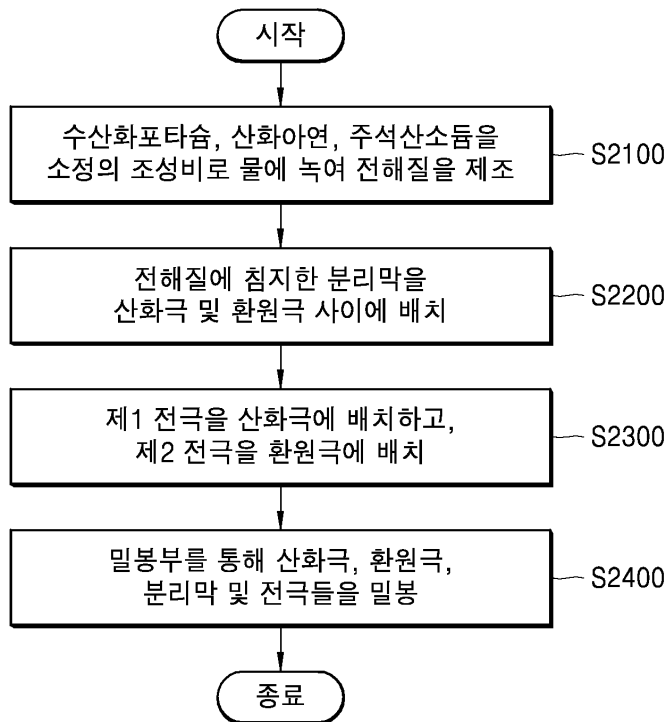 시작
수산화포타슘, 산화아연, 주석산소듐을
소정의 조성비로 물에 녹여 전해질을 제조
S2100
전해질에 침지한 분리막을
산화극 및 환원극 사이에 배치
S2200
제1 전극을 산화극에 배치하고,
제2 전극을 환원극에 배치
S2300
밀봉부를 통해 산화극, 환원극,
분리막 및 전극들을 밀봉
S2400
종료